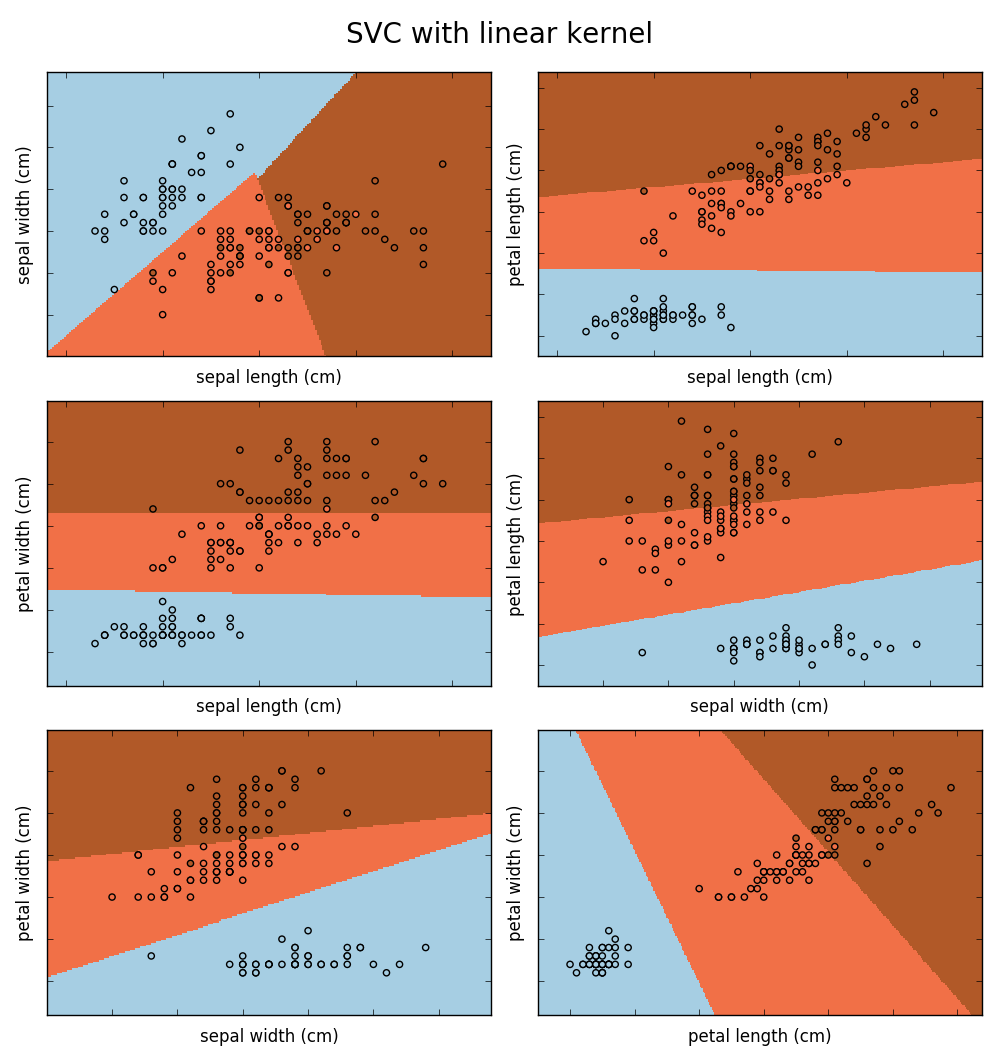 SVC with linear kernel
sepal width (cm)
sepal length (cm)
petal length (cm)
sepal length (cm)
petal width (cm)
sepal length (cm)
petal length (cm)
sepal width (cm)
petal width (cm)
sepal width (cm)
petal width (cm)
petal length (cm)